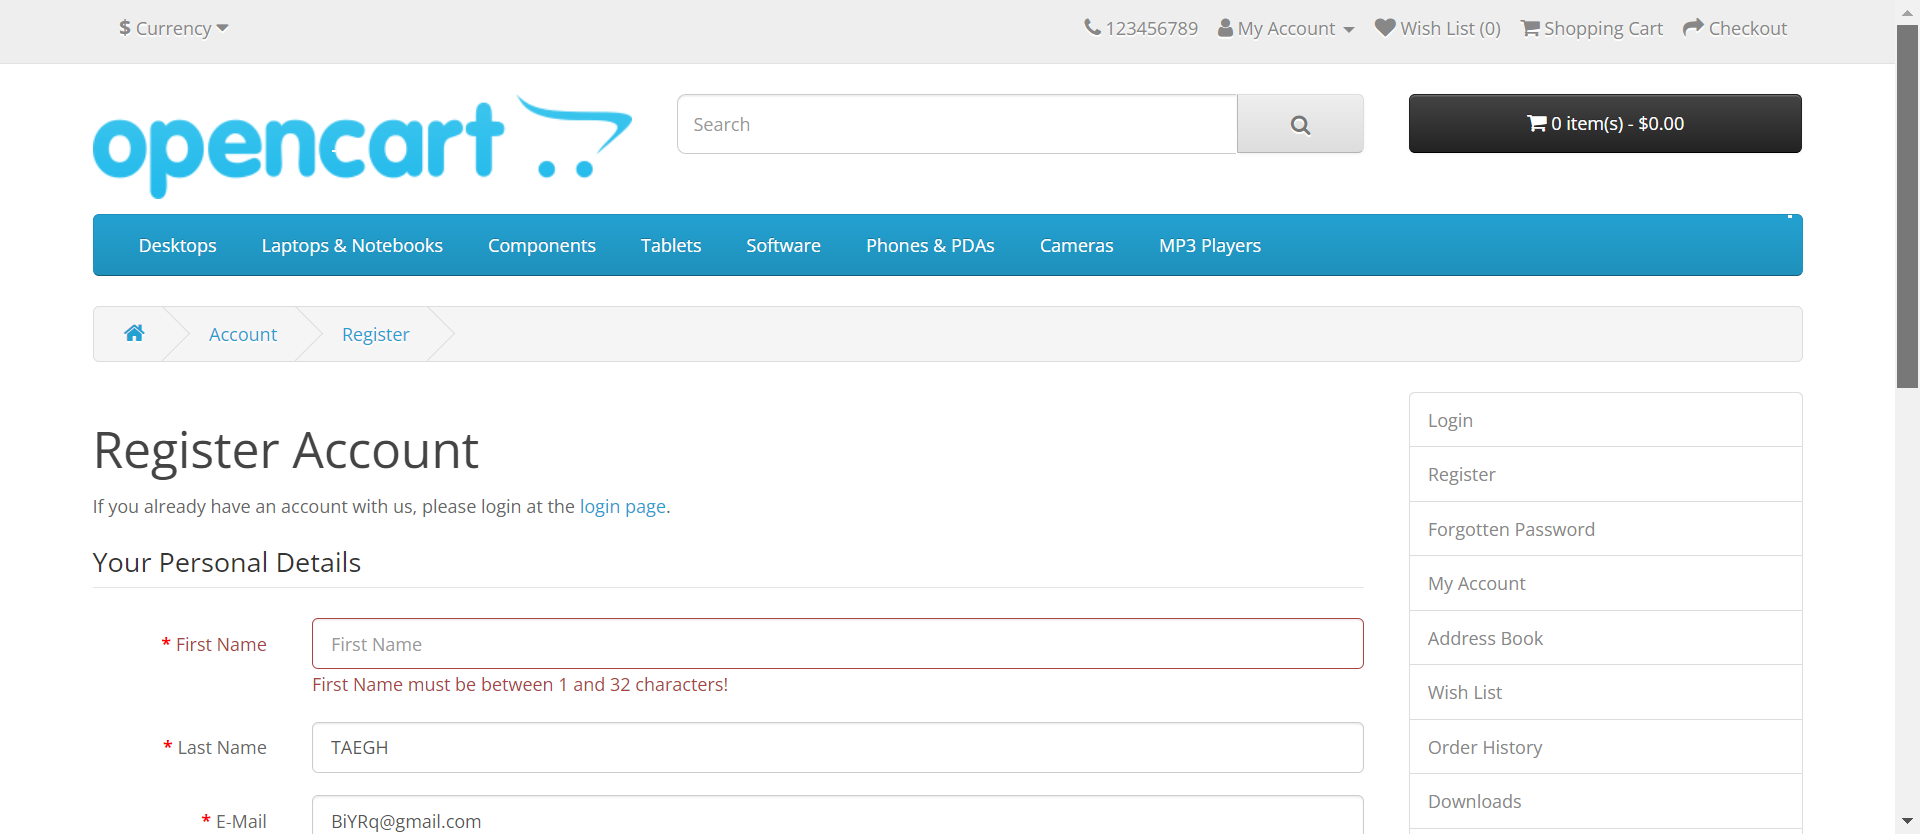 $ Currency
123456789 My Account Wish List (0) Shopping Cart Checkout
opencart
Search
0 item(s) - $0.00
Desktops Laptops & Notebooks Components Tablets Software Phones & PDAs Cameras MP3 Players
Account Register
Register Account
If you already have an account with us, please login at the login page.
Your Personal Details
* First Name
First Name
First Name must be between 1 and 32 characters!
* Last Name
TAEGH
* E-Mail
BiYRq@gmail.com
Login
Register
Forgotten Password
My Account
Address Book
Wish List
Order History
Downloads